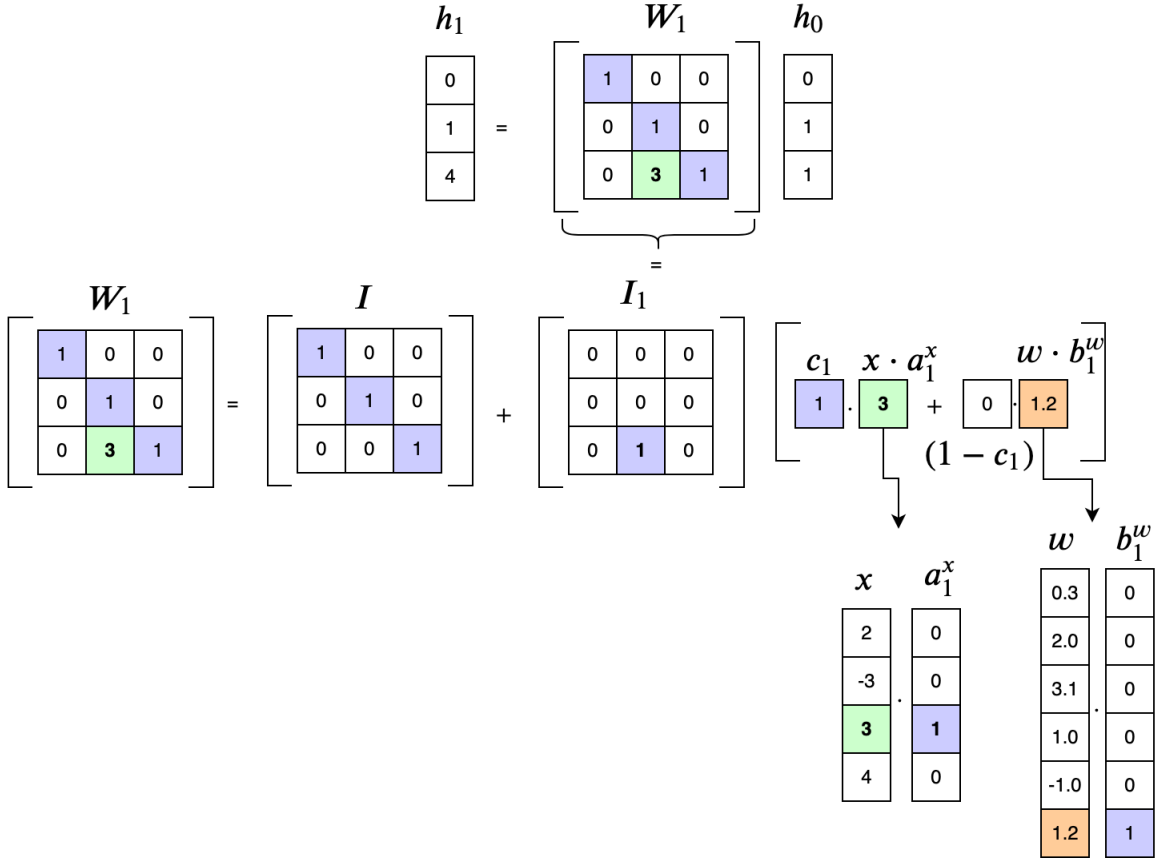 h₁ W₁ h₀
0 1 0 0 0
1 = 0 1 0 1
4 0 3 1 1
=
W₁ I I₁
1 0 0 1 0 0 0 0 0 c₁ x · a₁ˣ w · b₁ʷ
0 1 0 = 0 1 0 + 0 0 0 1 · 3 + 0 · 1.2
0 3 1 0 0 1 0 1 0 (1 − c₁)
w b₁ʷ
x a₁ˣ
0.3 0
2 0
2.0 0
-3 0
3.1 0
· ·
3 1
1.0 0
4 0
-1.0 0
1.2 1